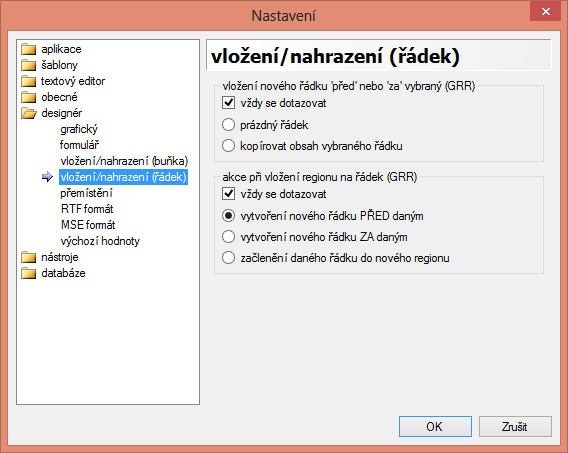 Nastavení
aplikace
šablony
textový editor
obecné
designér
grafický
formulář
vložení/nahrazení (buňka)
vložení/nahrazení (řádek)
přemístění
RTF formát
MSE formát
výchozí hodnoty
nástroje
databáze
vložení/nahrazení (řádek)
vložení nového řádku 'před' nebo 'za' vybraný (GRR)
vždy se dotazovat
prázdný řádek
kopírovat obsah vybraného řádku
akce při vložení regionu na řádek (GRR)
vždy se dotazovat
vytvoření nového řádku PŘED daným
vytvoření nového řádku ZA daným
začlenění daného řádku do nového regionu
OK
Zrušit